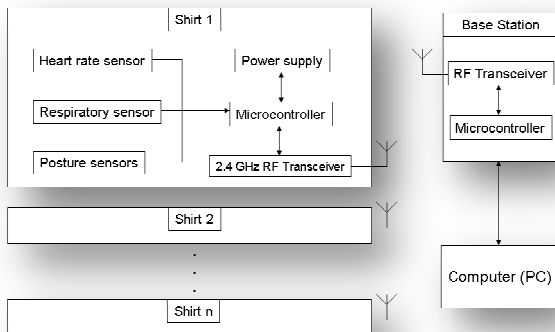 Shirt 1
Heart rate sensor
Power supply
Respiratory sensor
Microcontroller
Posture sensors
2.4 GHz RF Transceiver
Shirt 2
Shirt n
Base Station
RF Transceiver
Microcontroller
Computer (PC)